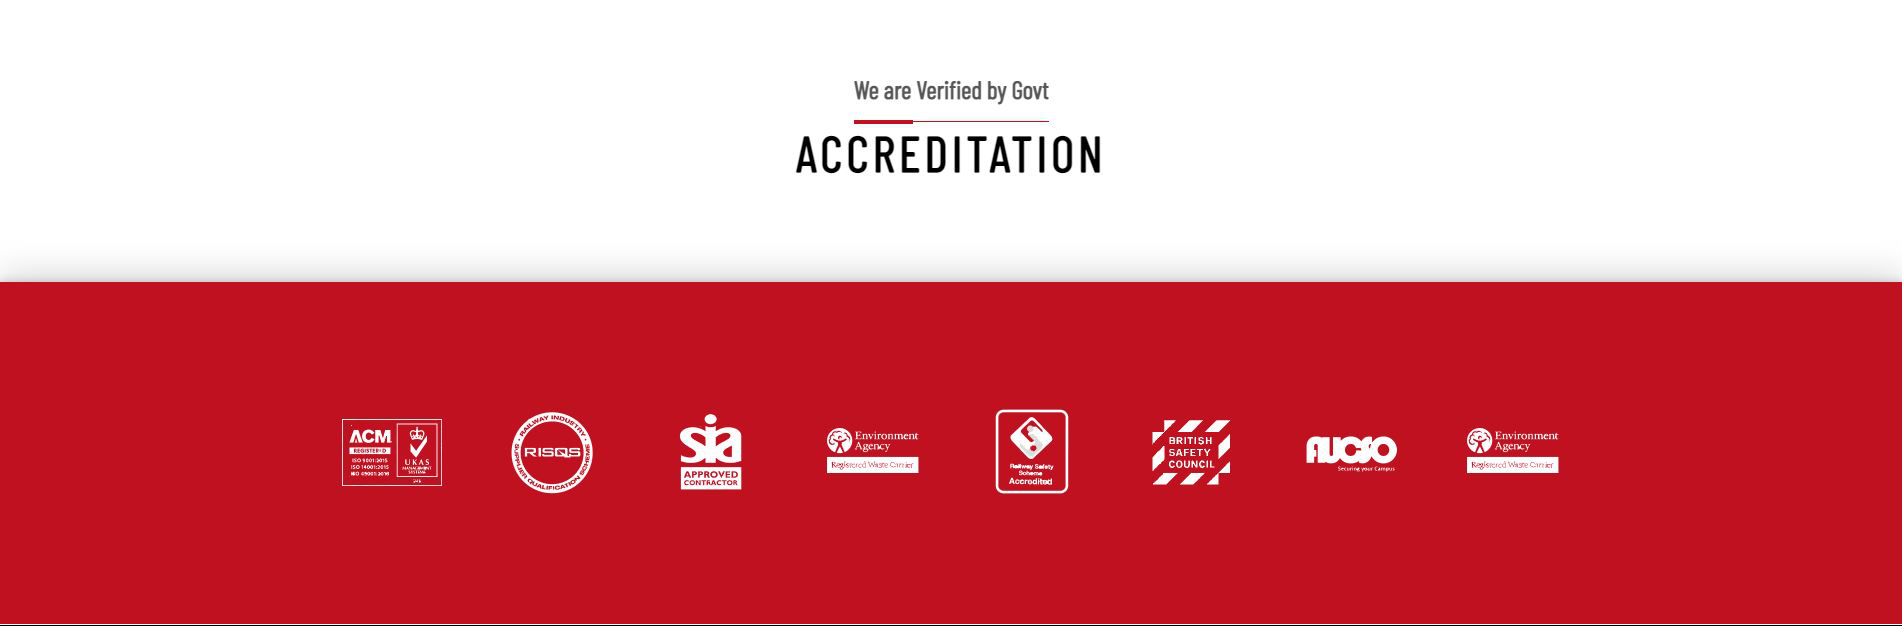 We are Verified by Govt
ACCREDITATION
ACM
REGISTERED
ISO 9001:2015
ISO 14001:2015
ISO 45001:2018
UKAS
MANAGEMENT
SYSTEMS
RAILWAY INDUSTRY
RISQS
SUPPLIER QUALIFICATION SERVICE
sia
APPROVED
CONTRACTOR
Environment
Agency
Registered Waste Carrier
Railway Safety
Scheme
Accredited
BRITISH
SAFETY
COUNCIL
AUCSO
Securing your Campus
Environment
Agency
Registered Waste Carrier